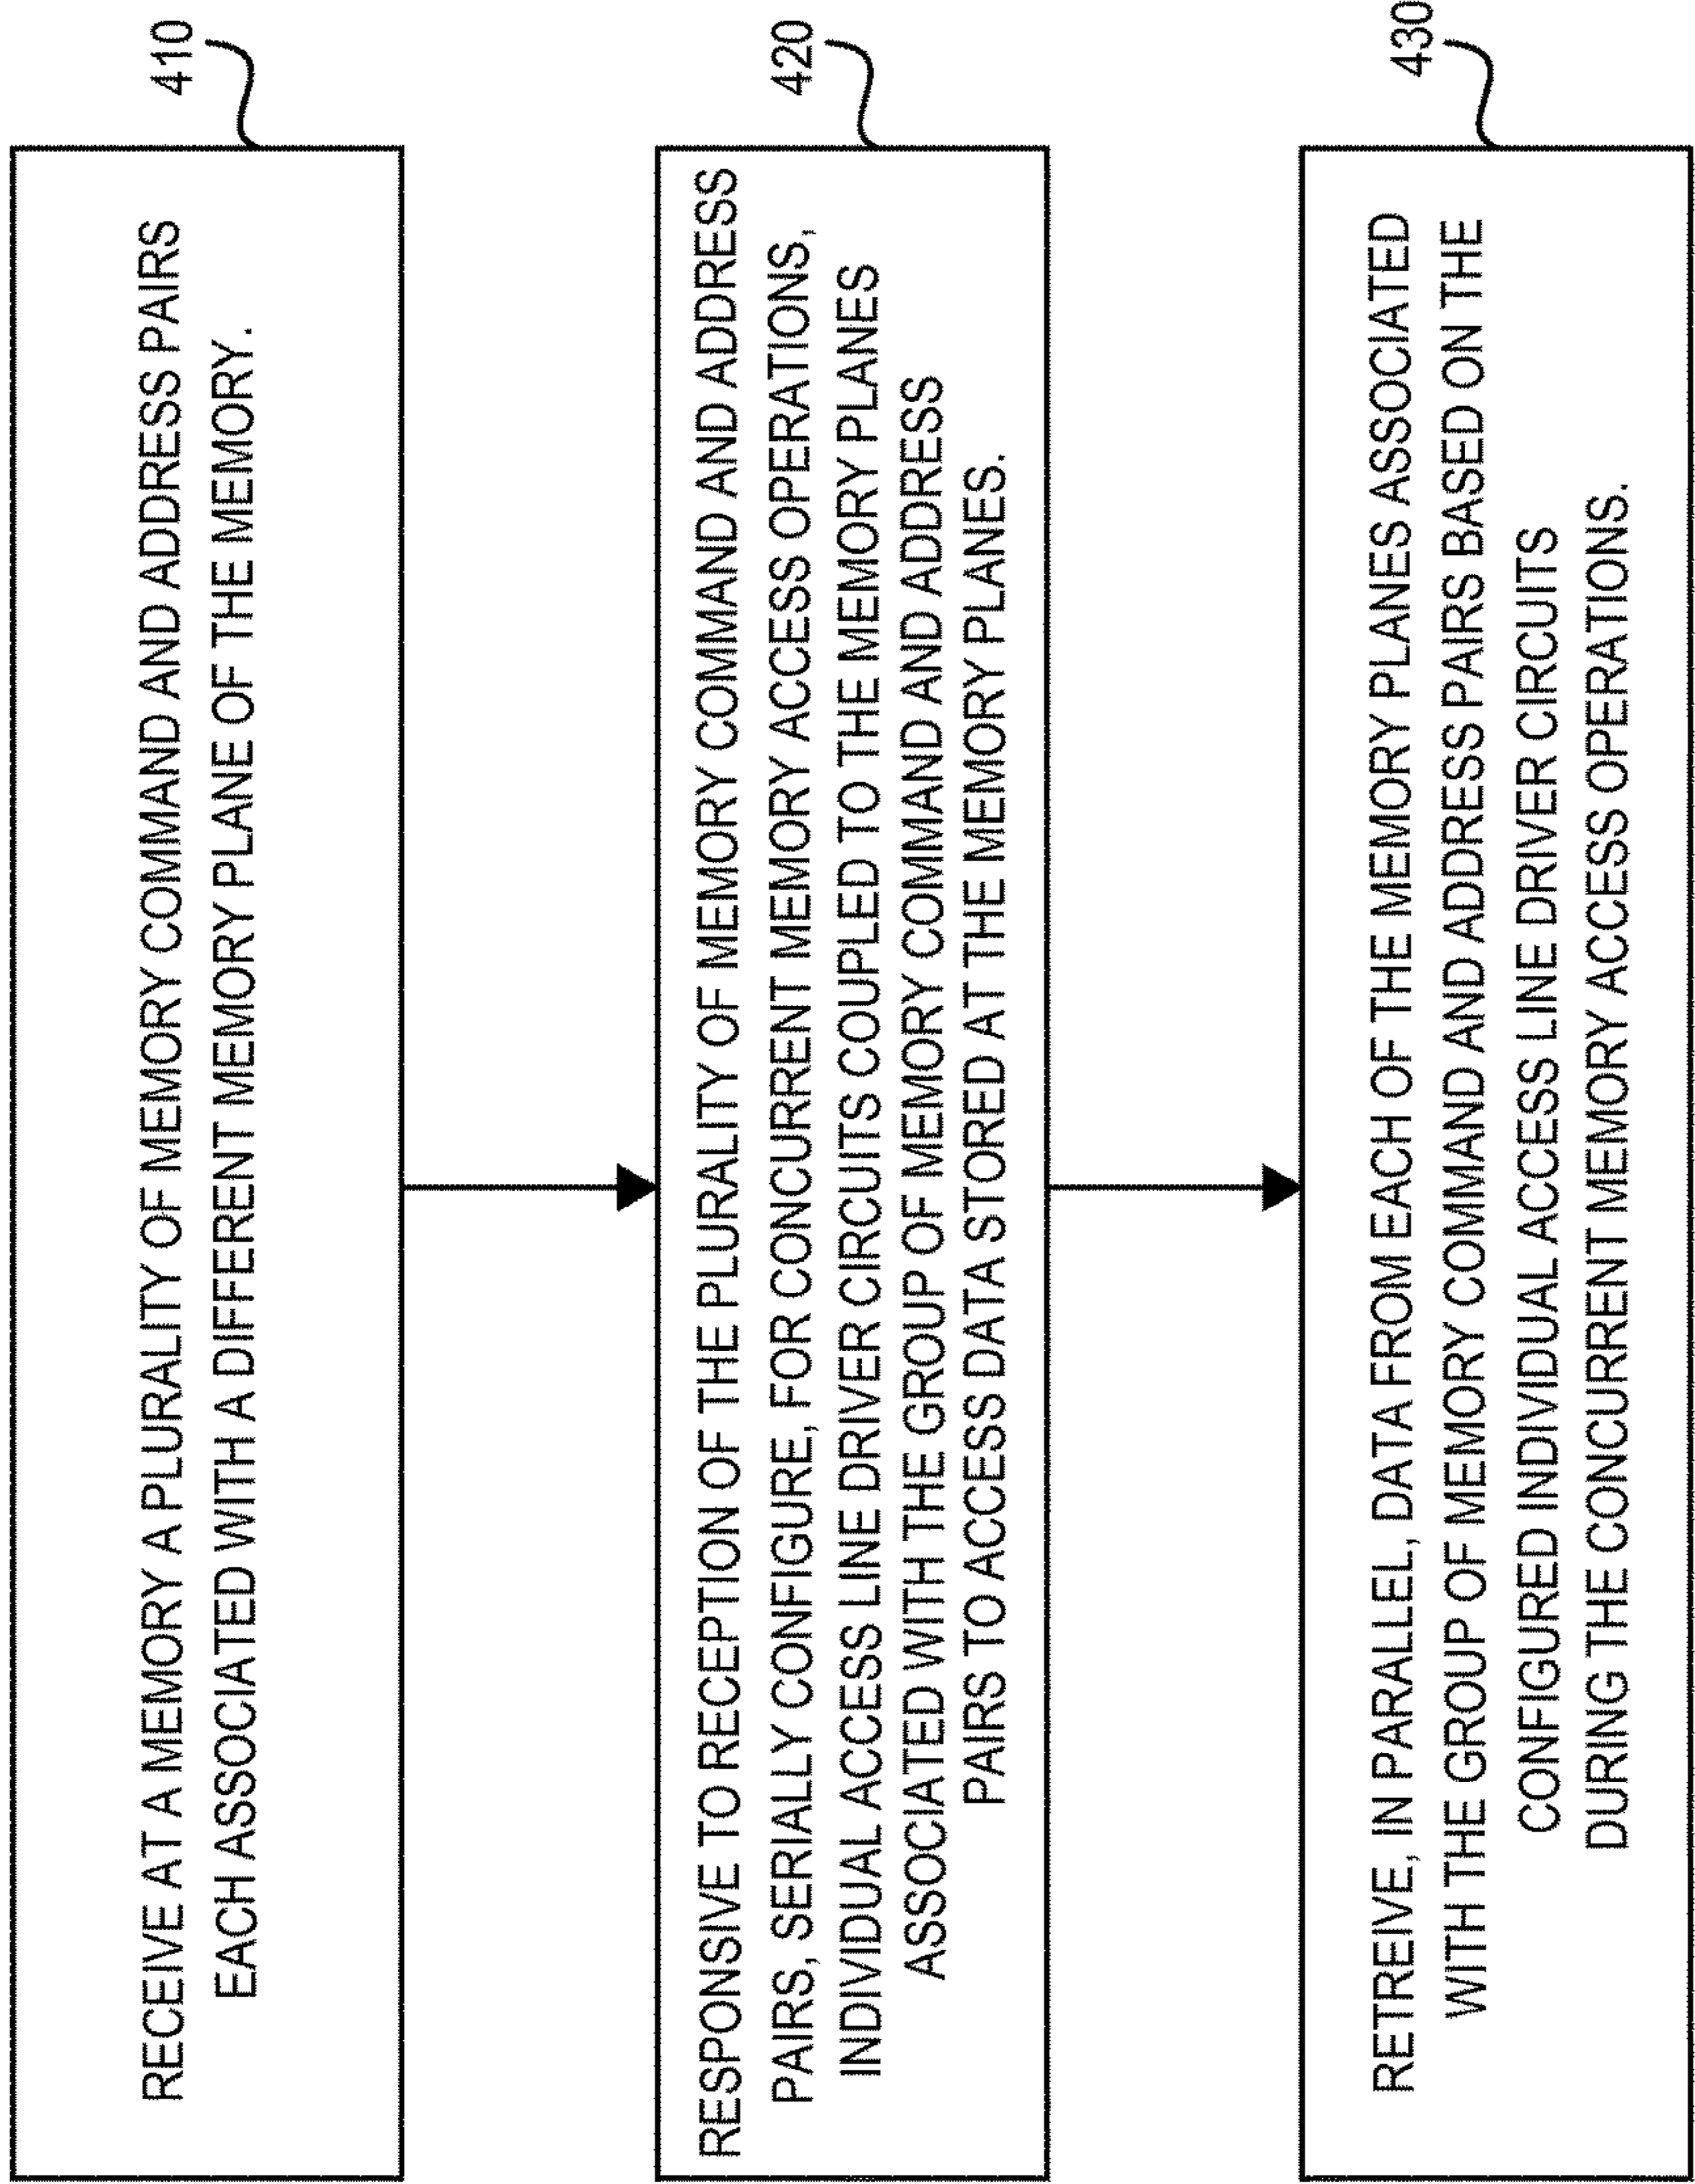 410
RECEIVE AT A MEMORY A PLURALITY OF MEMORY COMMAND AND ADDRESS PAIRS
EACH ASSOCIATED WITH A DIFFERENT MEMORY PLANE OF THE MEMORY.
420
RESPONSIVE TO RECEPTION OF THE PLURALITY OF MEMORY COMMAND AND ADDRESS
PAIRS, SERIALLY CONFIGURE, FOR CONCURRENT MEMORY ACCESS OPERATIONS,
INDIVIDUAL ACCESS LINE DRIVER CIRCUITS COUPLED TO THE MEMORY PLANES
ASSOCIATED WITH THE GROUP OF MEMORY COMMAND AND ADDRESS
PAIRS TO ACCESS DATA STORED AT THE MEMORY PLANES.
430
RETREIVE, IN PARALLEL, DATA FROM EACH OF THE MEMORY PLANES ASSOCIATED
WITH THE GROUP OF MEMORY COMMAND AND ADDRESS PAIRS BASED ON THE
CONFIGURED INDIVIDUAL ACCESS LINE DRIVER CIRCUITS
DURING THE CONCURRENT MEMORY ACCESS OPERATIONS.